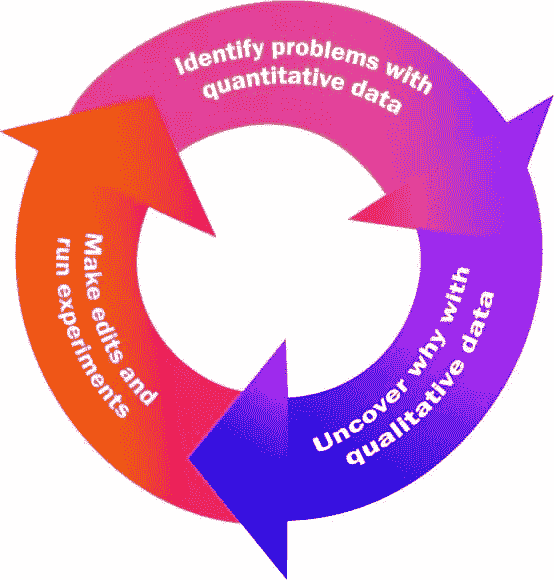 Identify problems with
quantitative data
Uncover why with
qualitative data
Make edits and
run experiments